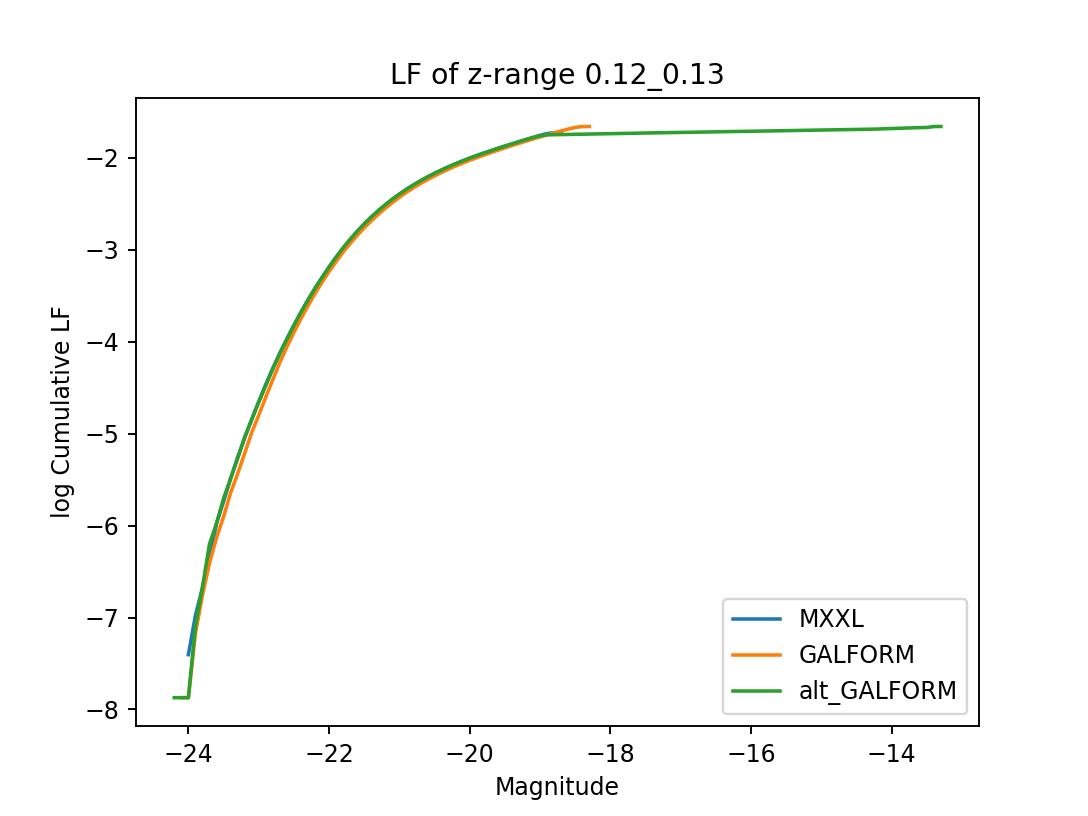 LF of z-range 0.12_0.13
log Cumulative LF
−2
−3
−4
−5
−6
−7
−8
MXXL
GALFORM
alt_GALFORM
−24
−22
−20
−18
−16
−14
Magnitude